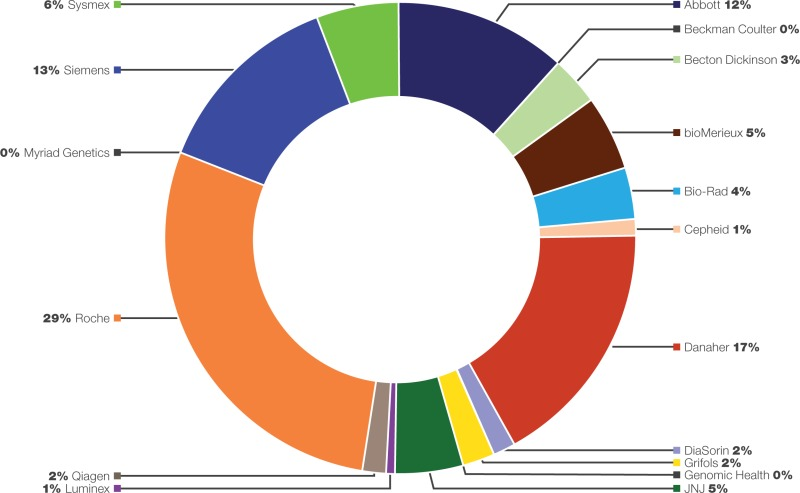 6% Sysmex
Abbott 12%
Beckman Coulter 0%
Becton Dickinson 3%
13% Siemens
bioMerieux 5%
0% Myriad Genetics
Bio-Rad 4%
Cepheid 1%
29% Roche
Danaher 17%
DiaSorin 2%
Grifols 2%
2% Qiagen
Genomic Health 0%
1% Luminex
JNJ 5%